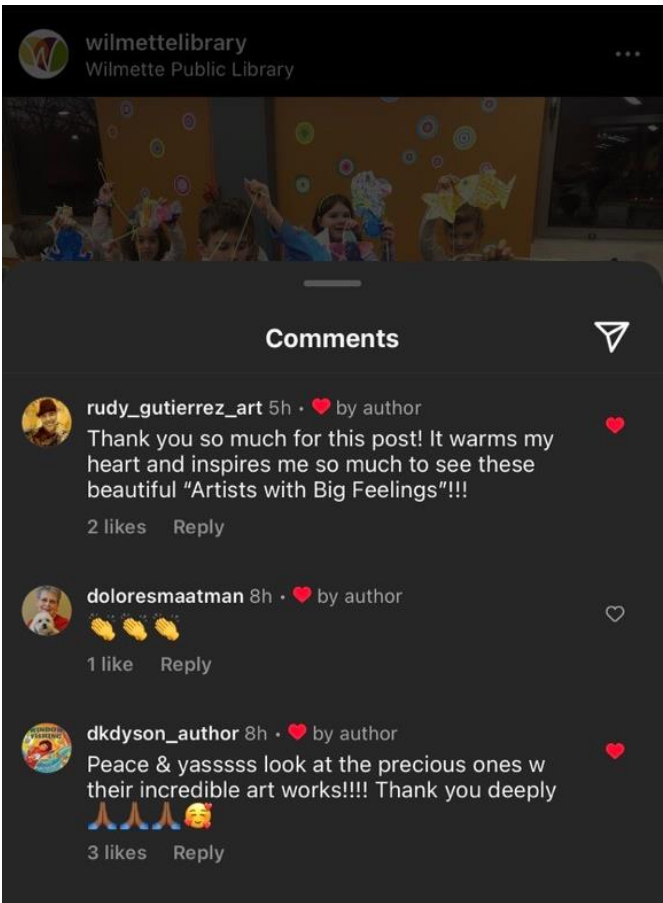 wilmettelibrary
Wilmette Public Library
Comments
rudy_gutierrez_art 5h • ❤️ by author
Thank you so much for this post! It warms my
heart and inspires me so much to see these
beautiful “Artists with Big Feelings”!!!
2 likes Reply
doloresmaatman 8h • ❤️ by author
👏👏👏
1 like Reply
WINDOW
FISHING
dkdyson_author 8h • ❤️ by author
Peace & yasssss look at the precious ones w
their incredible art works!!!! Thank you deeply
🙏🏾🙏🏾🙏🏾🥰
3 likes Reply